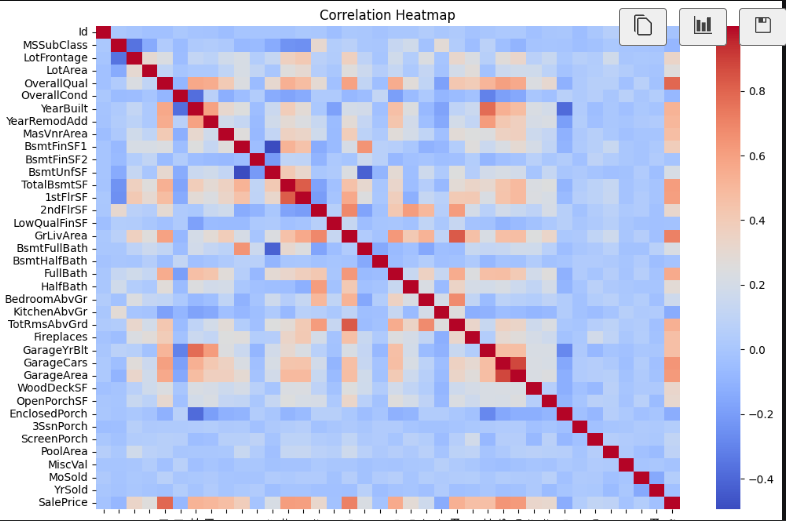 Correlation Heatmap
Id
MSSubClass
LotFrontage
LotArea
OverallQual
OverallCond
YearBuilt
YearRemodAdd
MasVnrArea
BsmtFinSF1
BsmtFinSF2
BsmtUnfSF
TotalBsmtSF
1stFlrSF
2ndFlrSF
LowQualFinSF
GrLivArea
BsmtFullBath
BsmtHalfBath
FullBath
HalfBath
BedroomAbvGr
KitchenAbvGr
TotRmsAbvGrd
Fireplaces
GarageYrBlt
GarageCars
GarageArea
WoodDeckSF
OpenPorchSF
EnclosedPorch
3SsnPorch
ScreenPorch
PoolArea
MiscVal
MoSold
YrSold
SalePrice
0.8
0.6
0.4
0.2
0.0
−0.2
−0.4